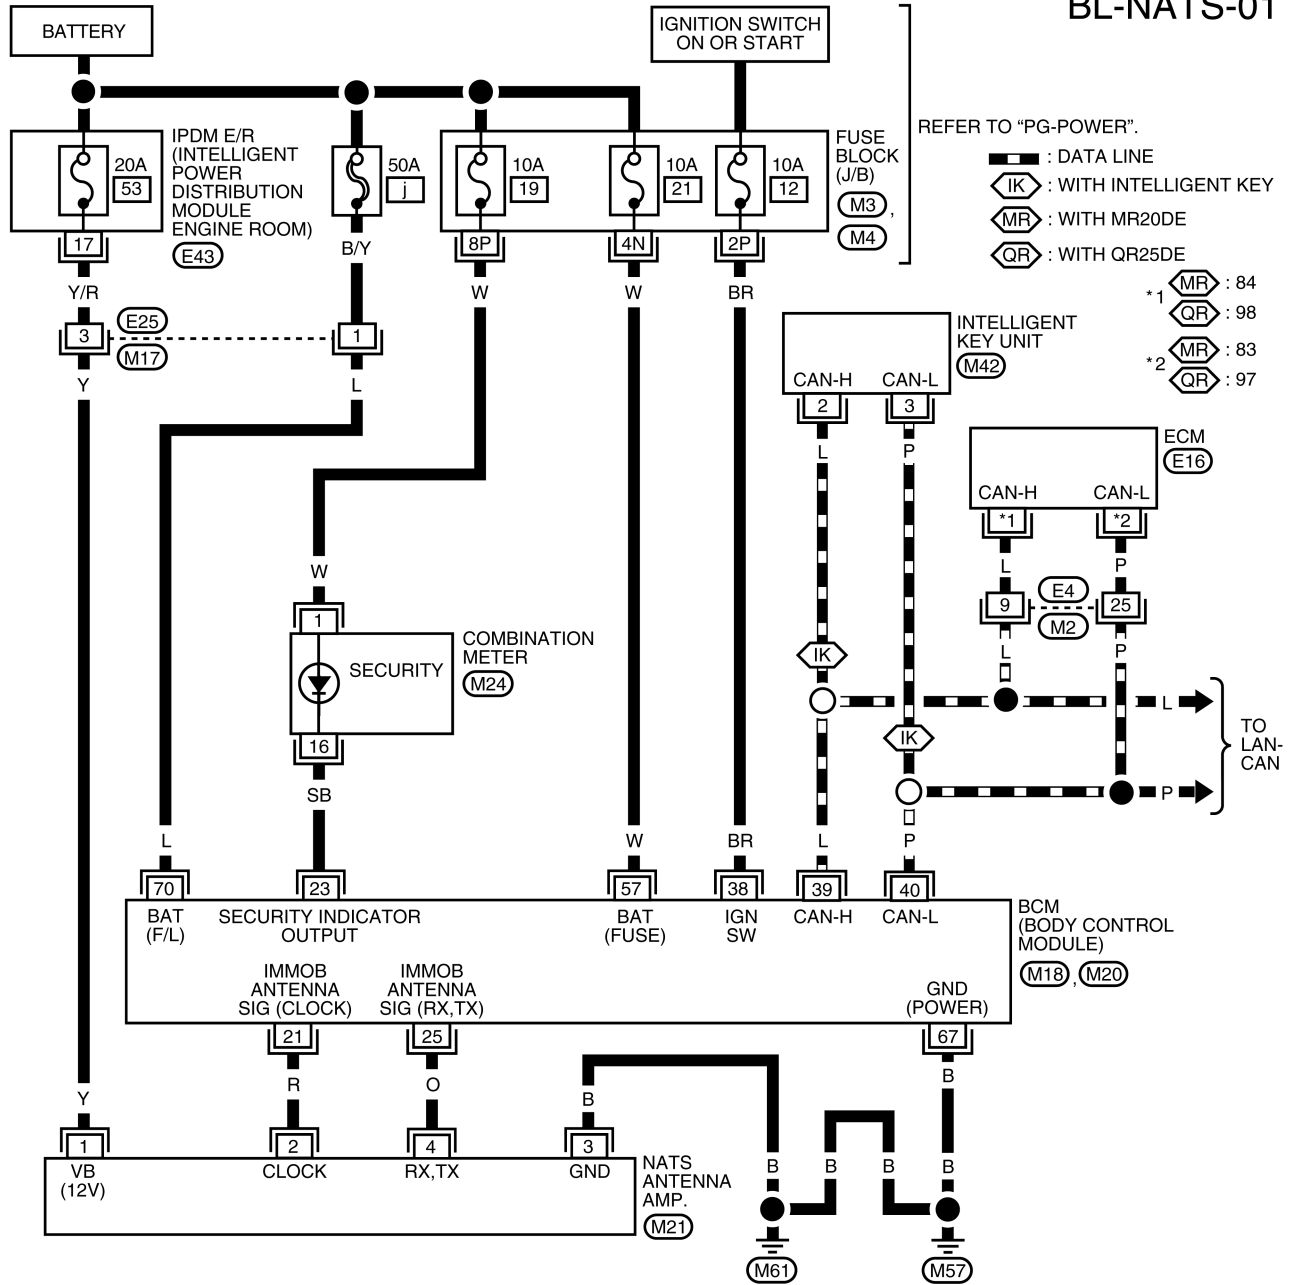 BL-NATS-01
BATTERY
IGNITION SWITCH
ON OR START
REFER TO “PG-POWER”.
: DATA LINE
IK : WITH INTELLIGENT KEY
MR : WITH MR20DE
QR : WITH QR25DE
*1 MR : 84
QR : 98
*2 MR : 83
QR : 97
20A
53
IPDM E/R
(INTELLIGENT
POWER
DISTRIBUTION
MODULE
ENGINE ROOM)
E43
50A
j
10A
19
10A
21
10A
12
FUSE
BLOCK
(J/B)
M3 ,
M4
17
B/Y
8P
4N
2P
Y/R
W
W
BR
3
E25
M17
1
Y
L
INTELLIGENT
KEY UNIT
M42
CAN-H
CAN-L
2
3
L
P
ECM
E16
CAN-H
CAN-L
*1
*2
L
P
9
E4
M2
25
L
P
W
1
SECURITY
COMBINATION
METER
M24
16
SB
IK
IK
L
P
TO
LAN-
CAN
L
W
BR
L
P
70
23
57
38
39
40
BAT
(F/L)
SECURITY INDICATOR
OUTPUT
BAT
(FUSE)
IGN
SW
CAN-H
CAN-L
BCM
(BODY CONTROL
MODULE)
M18 , M20
IMMOB
ANTENNA
SIG (CLOCK)
IMMOB
ANTENNA
SIG (RX,TX)
GND
(POWER)
21
25
67
R
O
B
B
Y
1
2
4
3
VB
(12V)
CLOCK
RX,TX
GND
NATS
ANTENNA
AMP.
M21
B
B
B
B
M61
M57